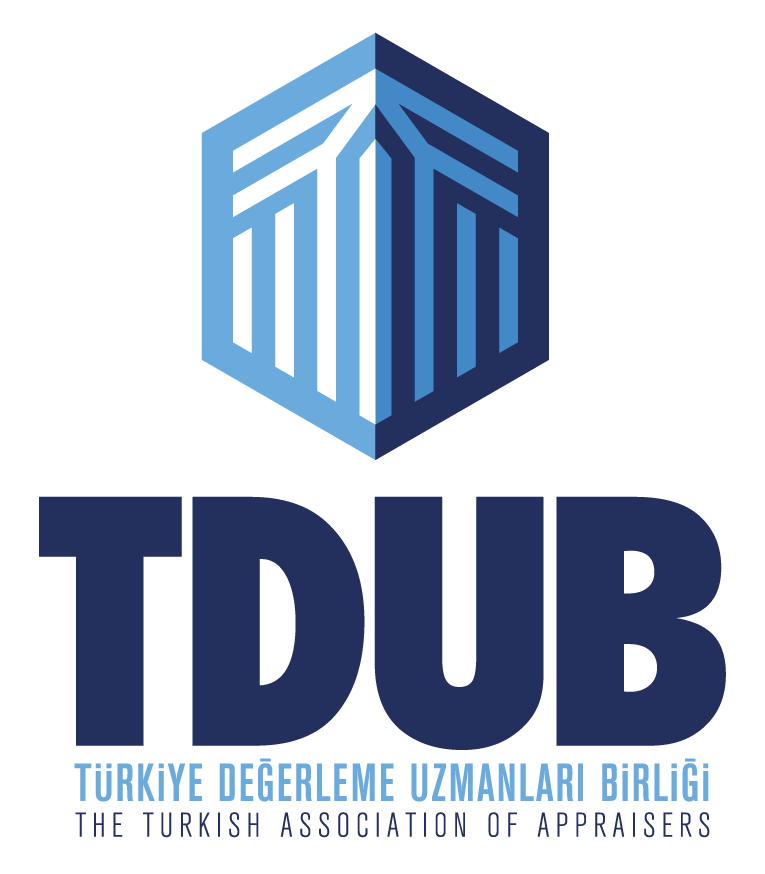 TDUB
TÜRKİYE DEĞERLEME UZMANLARI BİRLİĞİ
THE TURKISH ASSOCIATION OF APPRAISERS